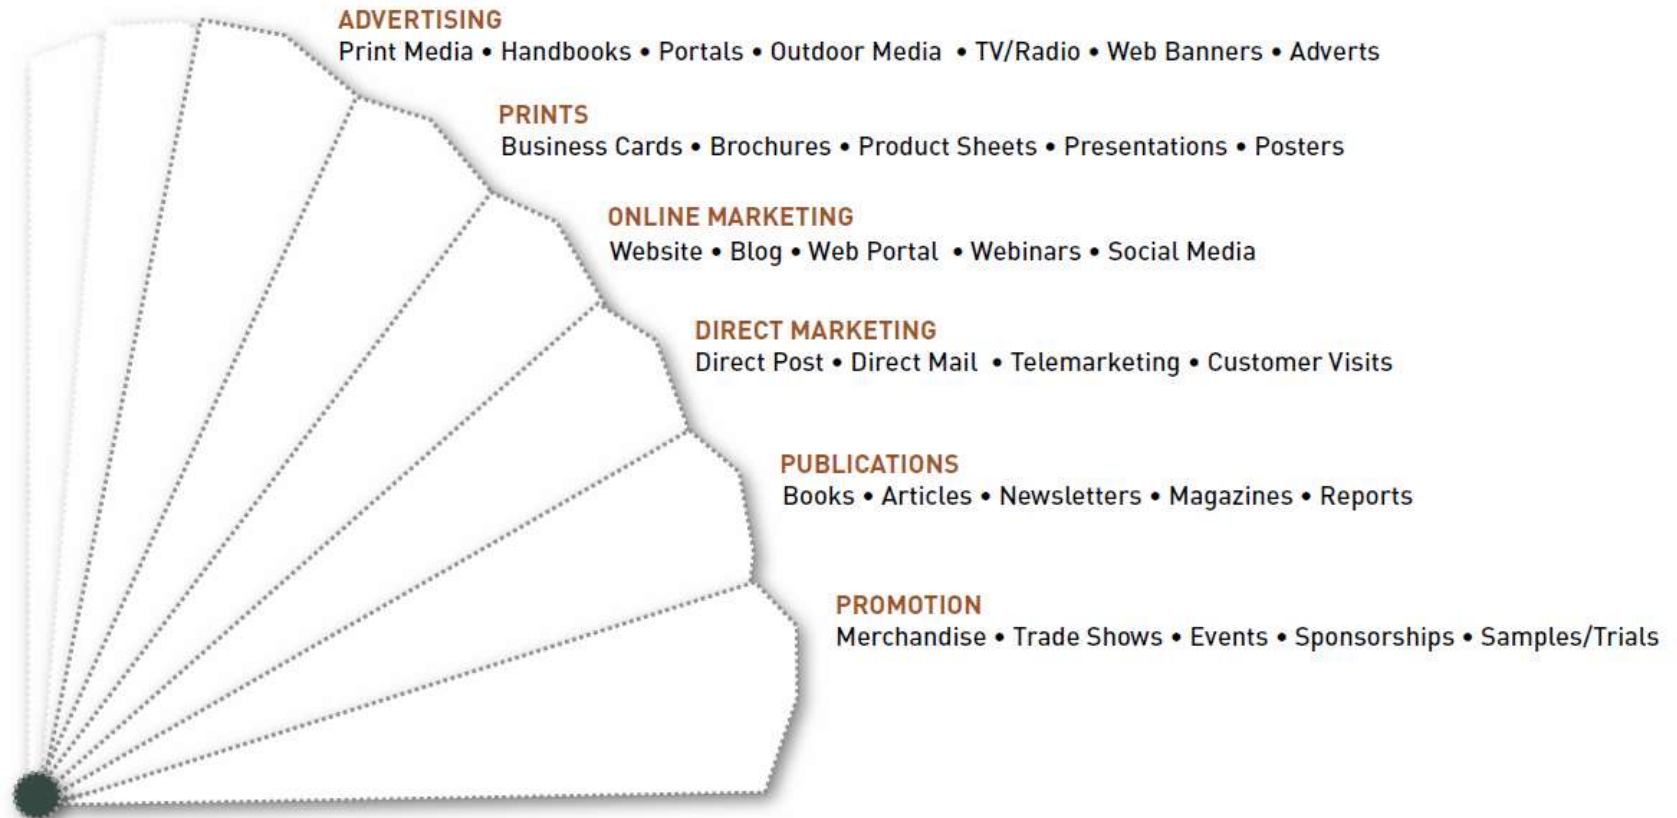 ADVERTISING
Print Media • Handbooks • Portals • Outdoor Media • TV/Radio • Web Banners • Adverts
PRINTS
Business Cards • Brochures • Product Sheets • Presentations • Posters
ONLINE MARKETING
Website • Blog • Web Portal • Webinars • Social Media
DIRECT MARKETING
Direct Post • Direct Mail • Telemarketing • Customer Visits
PUBLICATIONS
Books • Articles • Newsletters • Magazines • Reports
PROMOTION
Merchandise • Trade Shows • Events • Sponsorships • Samples/Trials